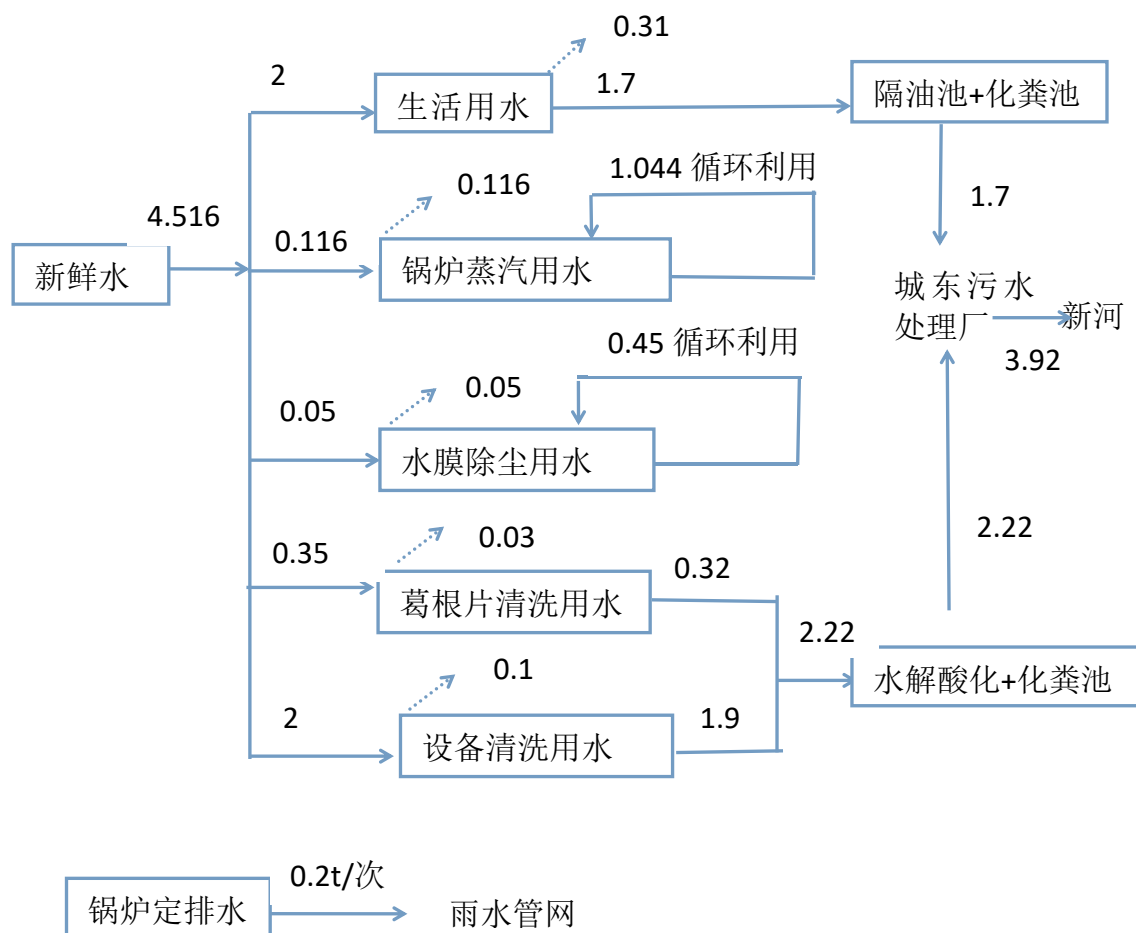 0.31
2
生活用水
1.7
隔油池+化粪池
1.7
4.516
新鲜水
0.116
0.116
1.044 循环利用
锅炉蒸汽用水
城东污水
处理厂
新河
3.92
0.05
0.05
0.45 循环利用
水膜除尘用水
2.22
0.35
0.03
葛根片清洗用水
0.32
2.22
水解酸化+化粪池
2
0.1
设备清洗用水
1.9
锅炉定排水
0.2t/次
雨水管网